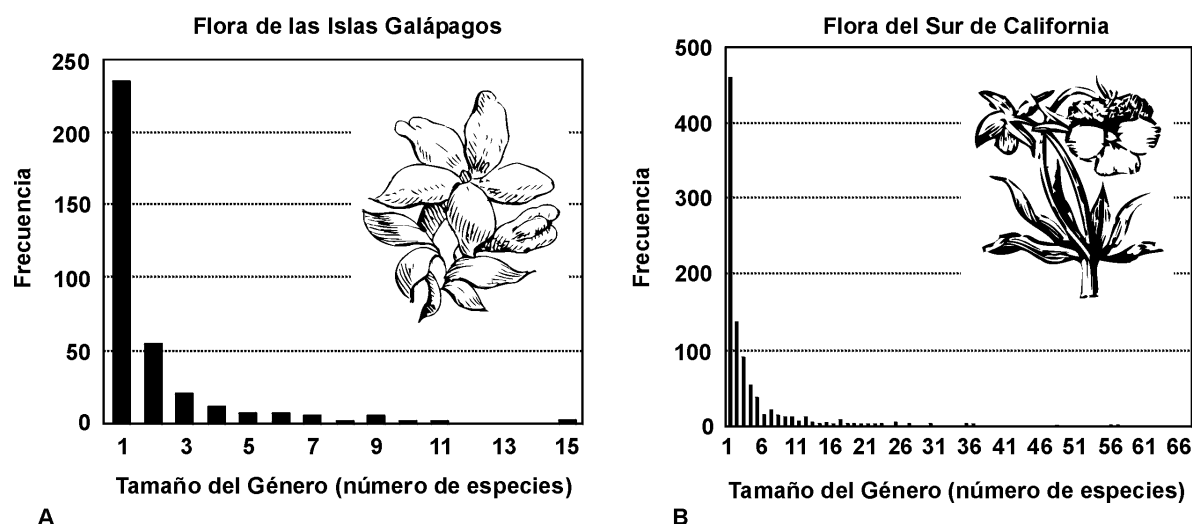 Flora de las Islas Galápagos
250
200
150
100
50
0
Frecuencia
1 3 5 7 9 11 13 15
Tamaño del Género (número de especies)
A
Flora del Sur de California
500
400
300
200
100
0
Frecuencia
1 6 11 16 21 26 31 36 41 46 51 56 61 66
Tamaño del Género (número de especies)
B